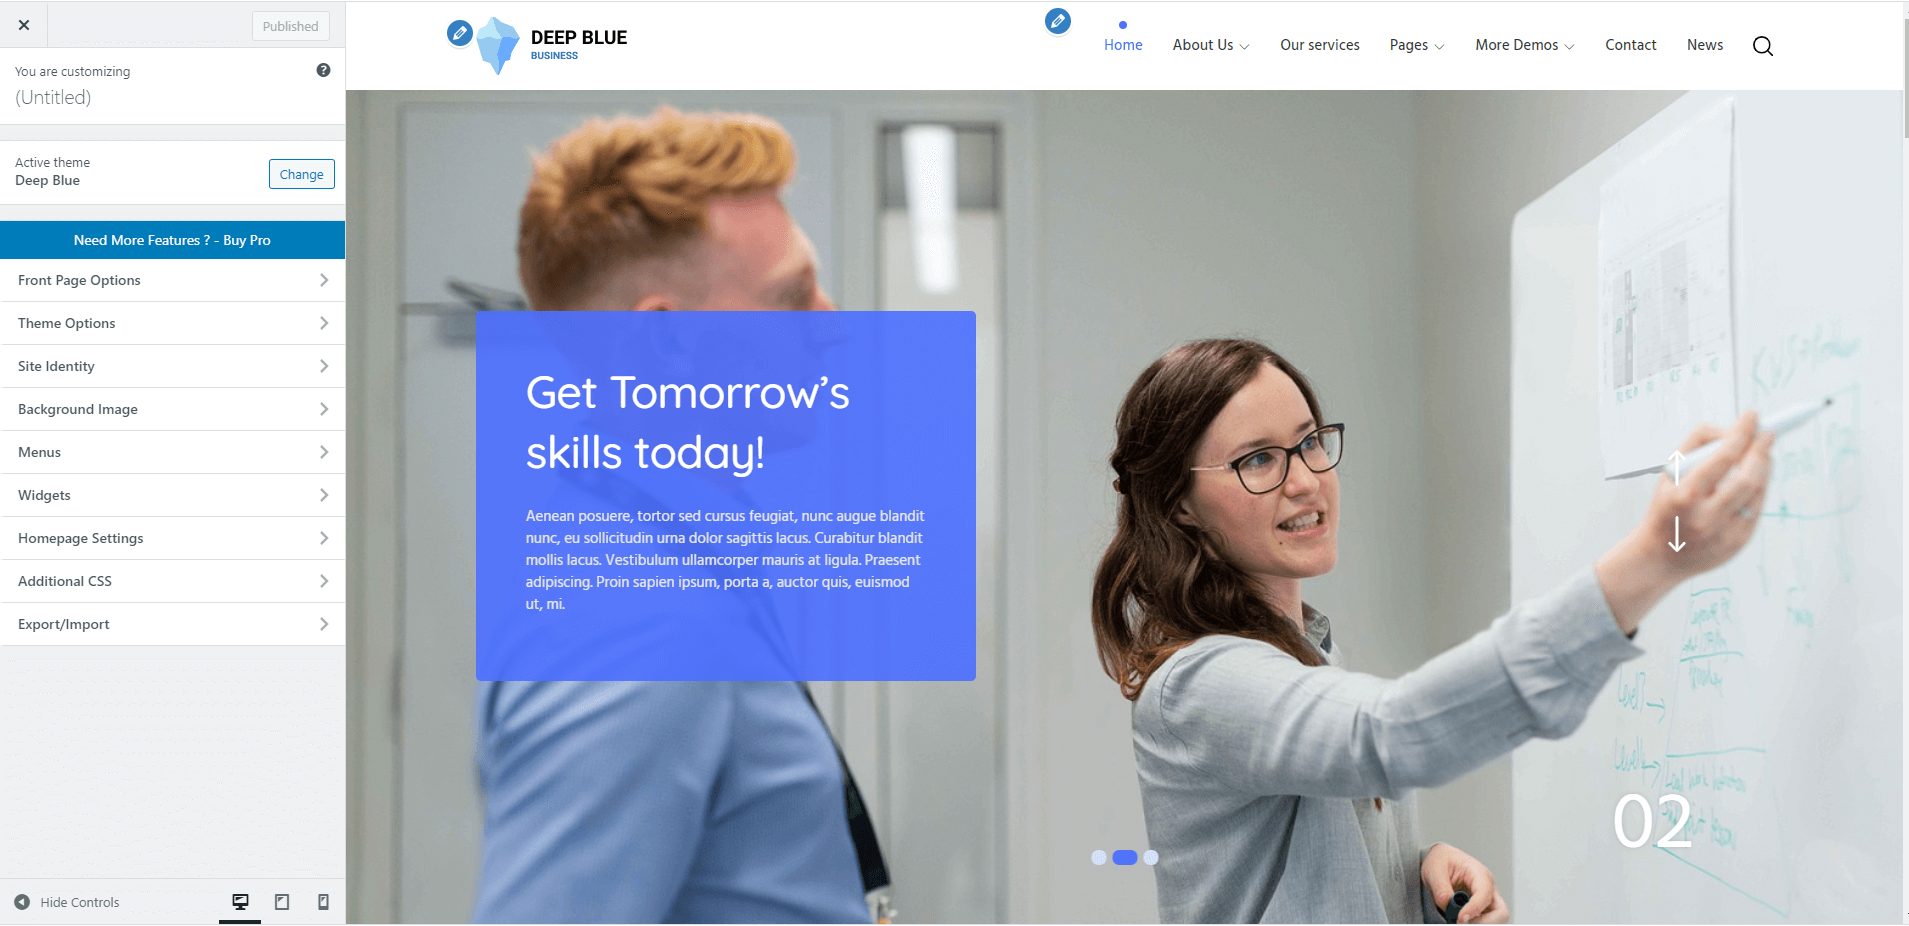 Published
You are customizing
(Untitled)
Active theme
Deep Blue
Change
Need More Features ? - Buy Pro
Front Page Options
Theme Options
Site Identity
Background Image
Menus
Widgets
Homepage Settings
Additional CSS
Export/Import
Hide Controls
DEEP BLUE
BUSINESS
Home About Us Our services Pages More Demos Contact News
Get Tomorrow’s
skills today!
Aenean posuere, tortor sed cursus feugiat, nunc augue blandit
nunc, eu sollicitudin urna dolor sagittis lacus. Curabitur blandit
mollis lacus. Vestibulum ullamcorper mauris at ligula. Praesent
adipiscing. Proin sapien ipsum, porta a, auctor quis, euismod
ut, mi.
02